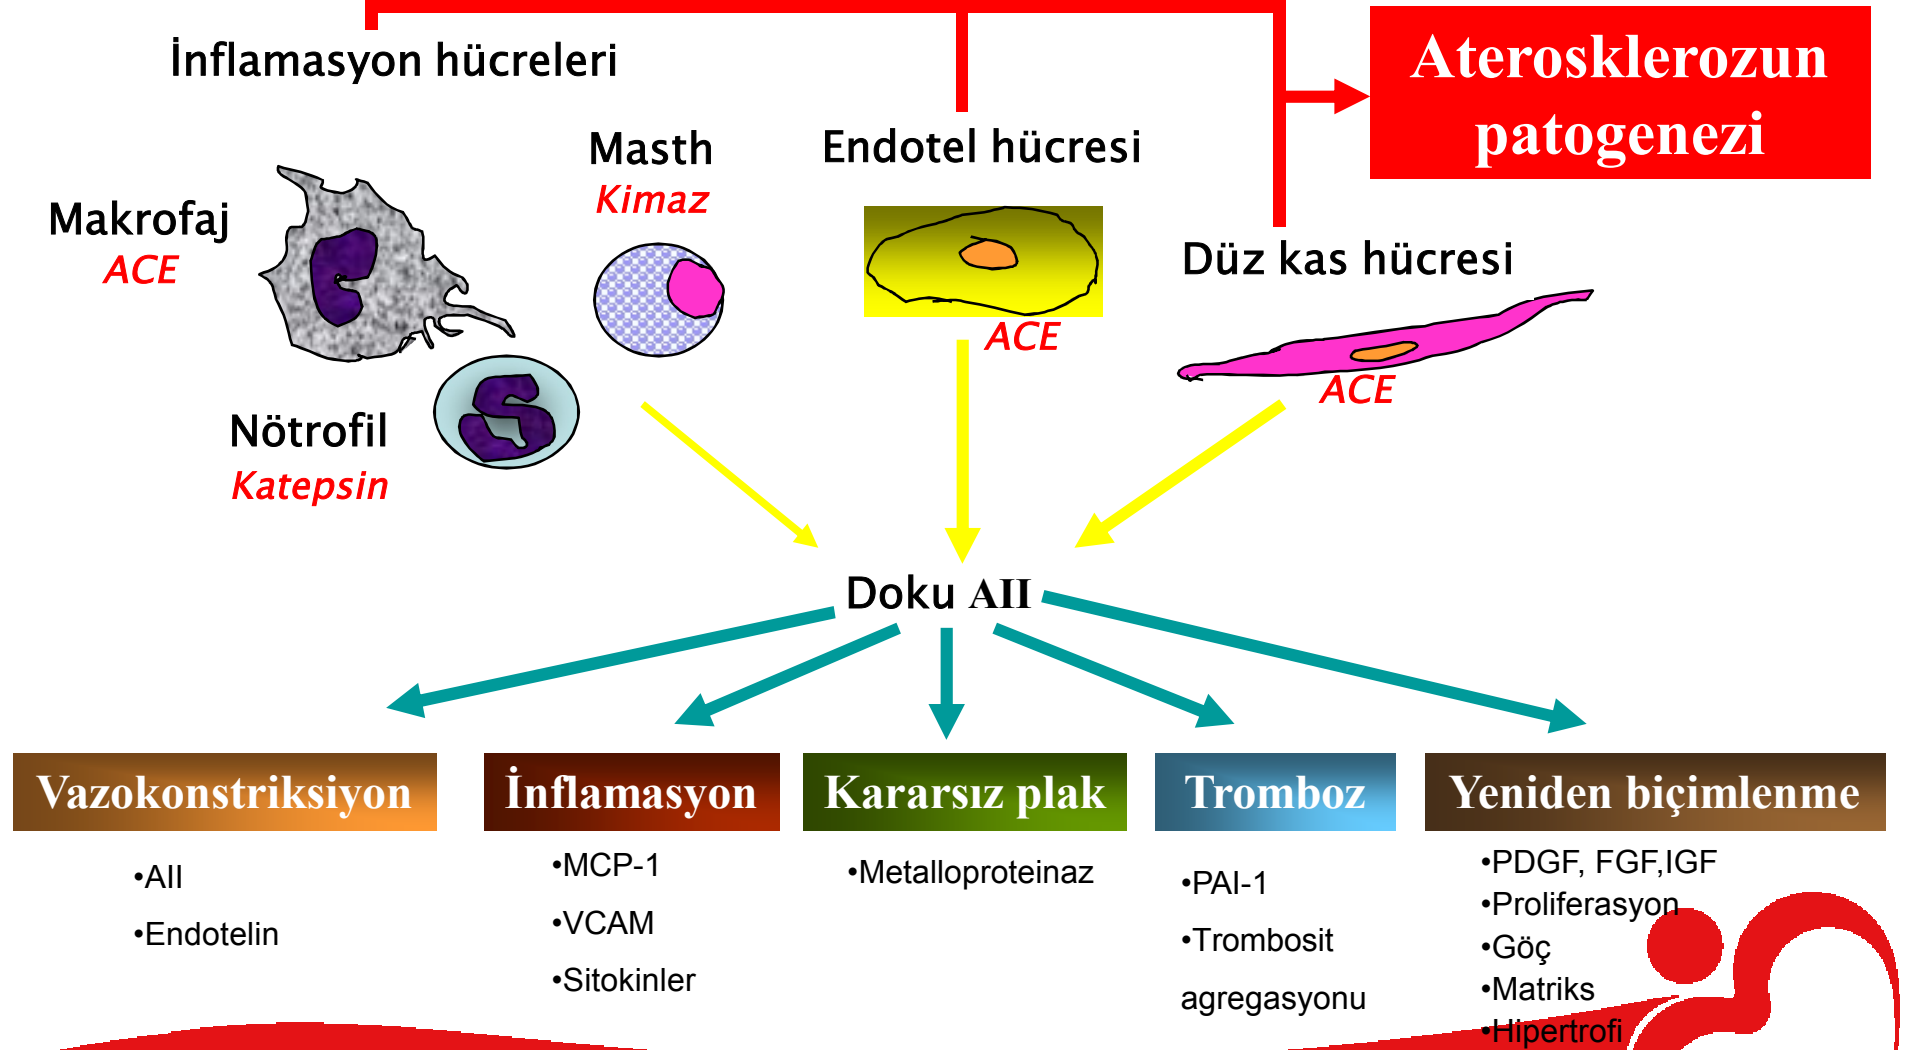 İnflamasyon hücreleri
Aterosklerozun
patogenezi
Masth
Kimaz
Endotel hücresi
Makrofaj
ACE
Düz kas hücresi
ACE
ACE
Nötrofil
Katepsin
Doku AII
Vazokonstriksiyon
•AII
•Endotelin
İnflamasyon
•MCP-1
•VCAM
•Sitokinler
Kararsız plak
•Metalloproteinaz
Tromboz
•PAI-1
•Trombosit
agregasyonu
Yeniden biçimlenme
•PDGF, FGF,IGF
•Proliferasyon
•Göç
•Matriks
•Hipertrofi